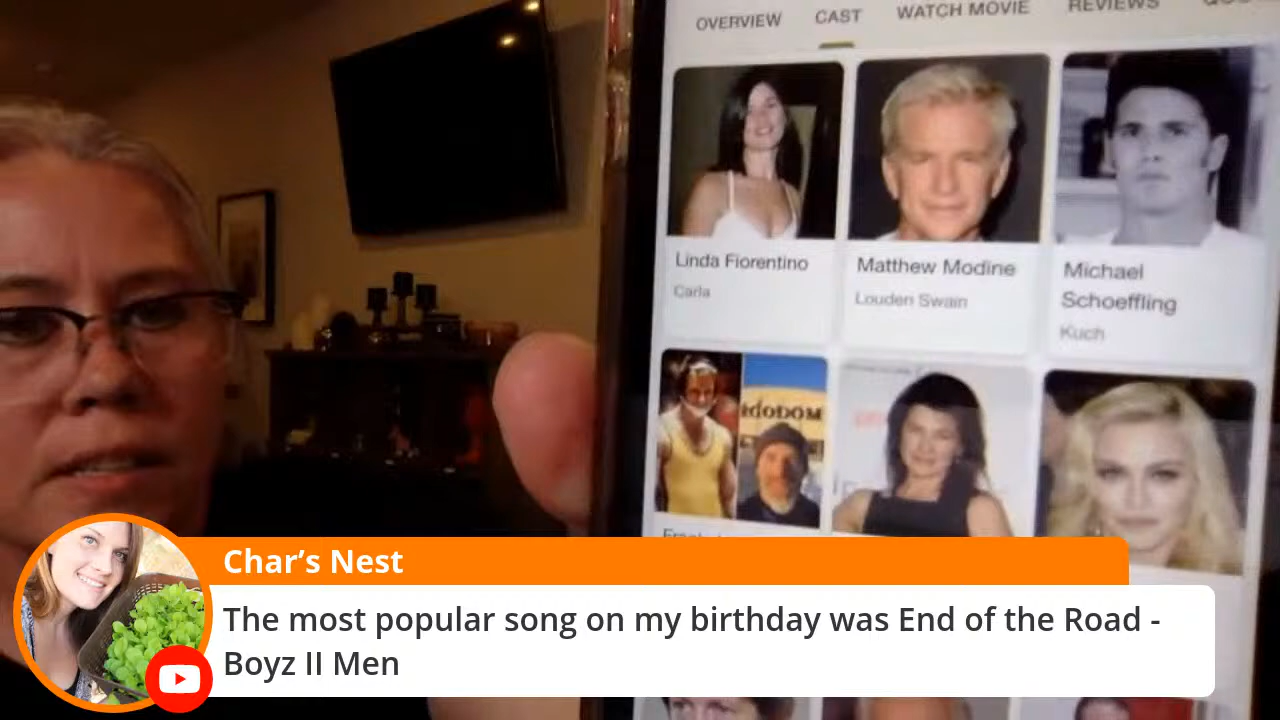 OVERVIEW CAST WATCH MOVIE REVIEWS
Linda Fiorentino
Carla
Matthew Modine
Louden Swain
Michael
Schoeffling
Kuch
Char’s Nest
The most popular song on my birthday was End of the Road -
Boyz II Men